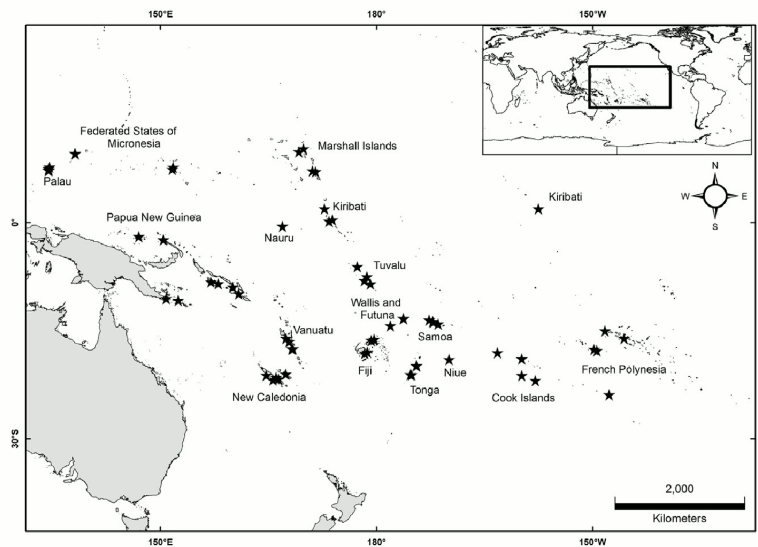 150°E 180° 150°W
Federated States of
Micronesia
Marshall Islands
Palau
Kiribati
Kiribati
N
W E
S
0°
0°
Papua New Guinea
Nauru
Tuvalu
Wallis and
Futuna
Vanuatu
Samoa
Fiji
Niue
French Polynesia
Tonga
New Caledonia
Cook Islands
30°S
30°S
2,000
Kilometers
150°E 180° 150°W